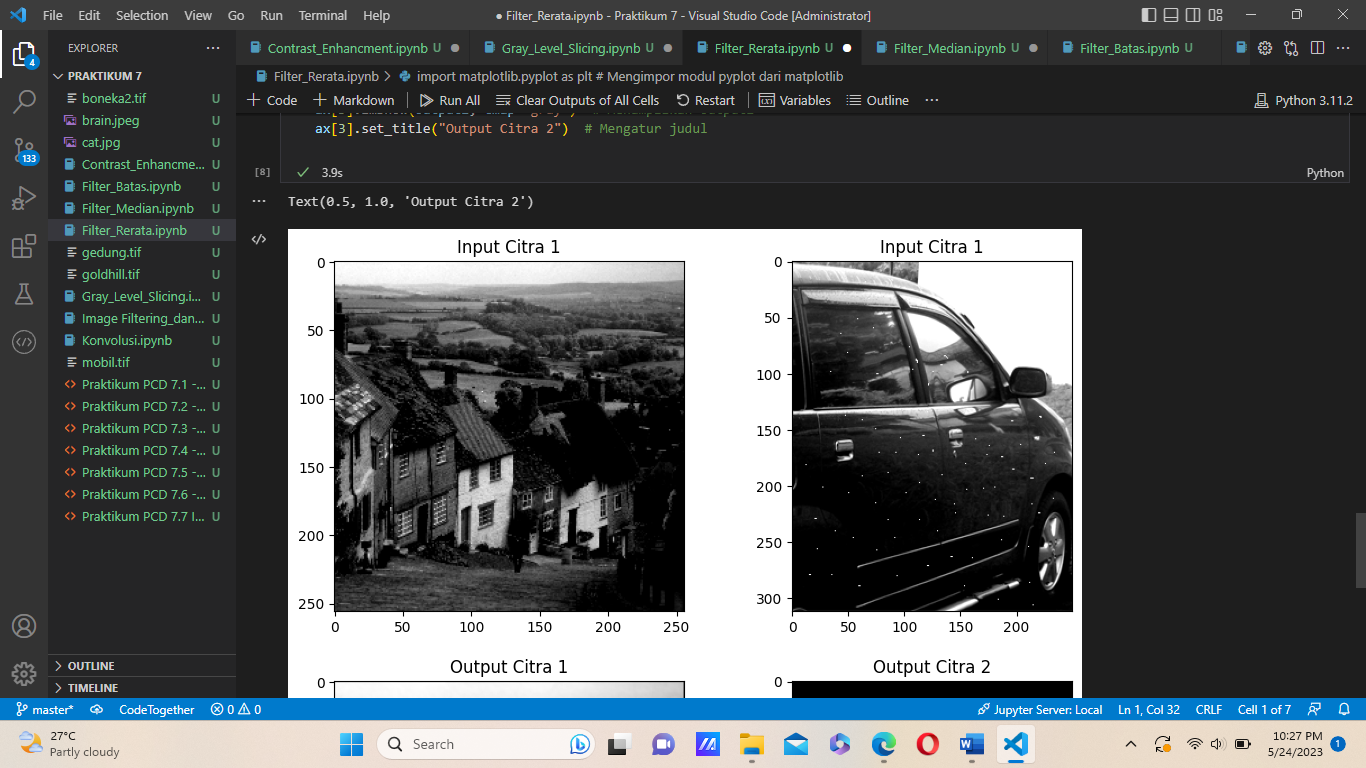 File Edit Selection View Go Run Terminal Help
● Filter_Rerata.ipynb - Praktikum 7 - Visual Studio Code [Administrator]
EXPLORER
PRAKTIKUM 7
boneka2.tif U
brain.jpeg U
cat.jpg U
Contrast_Enhancme... U
Filter_Batas.ipynb U
Filter_Median.ipynb U
Filter_Rerata.ipynb U
gedung.tif U
goldhill.tif U
Gray_Level_Slicing.i... U
Image Filtering_dan... U
Konvolusi.ipynb U
mobil.tif U
Praktikum PCD 7.1 -... U
Praktikum PCD 7.2 -... U
Praktikum PCD 7.3 -... U
Praktikum PCD 7.4 -... U
Praktikum PCD 7.5 -... U
Praktikum PCD 7.6 -... U
Praktikum PCD 7.7 I... U
OUTLINE
TIMELINE
4
133
Contrast_Enhancment.ipynb U
Gray_Level_Slicing.ipynb U
Filter_Rerata.ipynb U
Filter_Median.ipynb U
Filter_Batas.ipynb U
Filter_Rerata.ipynb > import matplotlib.pyplot as plt # Mengimpor modul pyplot dari matplotlib
+ Code + Markdown Run All Clear Outputs of All Cells Restart Variables Outline ... Python 3.11.2
ax[3].set_title("Output Citra 2") # Mengatur judul
[8] ✓ 3.9s Python
Text(0.5, 1.0, 'Output Citra 2')
Input Citra 1
0
50
100
150
200
250
0 50 100 150 200 250
Input Citra 1
0
50
100
150
200
250
300
0 50 100 150 200
Output Citra 1
0
Output Citra 2
0
master* CodeTogether 0 0 Jupyter Server: Local Ln 1, Col 32 CRLF Cell 1 of 7
27°C
Partly cloudy
Search
10:27 PM
5/24/2023
1